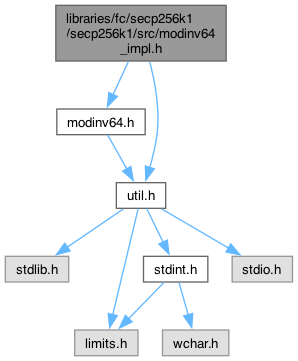 libraries/fc/secp256k1
/secp256k1/src/modinv64
_impl.h
modinv64.h
util.h
stdlib.h
stdint.h
stdio.h
limits.h
wchar.h